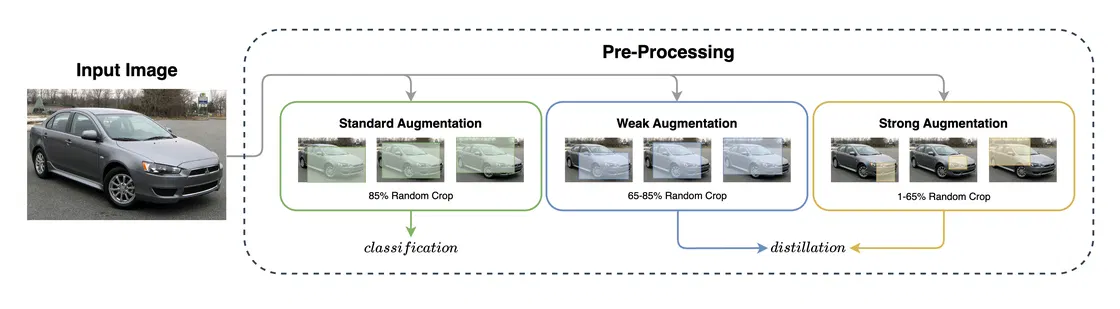 Input Image
Pre-Processing
Standard Augmentation
85% Random Crop
classification
Weak Augmentation
65-85% Random Crop
Strong Augmentation
1-65% Random Crop
distillation